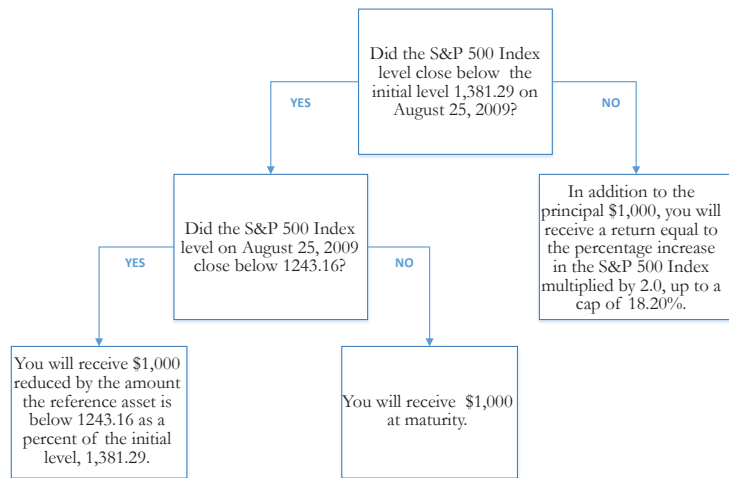 Did the S&P 500 Index
level close below the
initial level 1,381.29 on
August 25, 2009?
YES
NO
Did the S&P 500 Index
level on August 25, 2009
close below 1243.16?
In addition to the
principal $1,000, you will
receive a return equal to
the percentage increase
in the S&P 500 Index
multiplied by 2.0, up to a
cap of 18.20%.
YES
NO
You will receive $1,000
reduced by the amount
the reference asset is
below 1243.16 as a
percent of the initial
level, 1,381.29.
You will receive $1,000
at maturity.